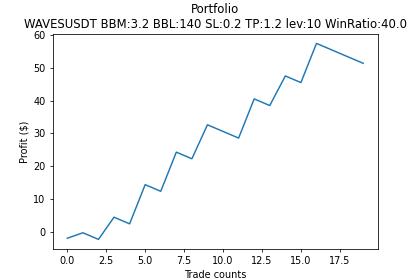 Portfolio
WAVESUSDT BBM:3.2 BBL:140 SL:0.2 TP:1.2 lev:10 WinRatio:40.0
60
50
40
30
20
10
0
Profit ($)
0.0 2.5 5.0 7.5 10.0 12.5 15.0 17.5
Trade counts